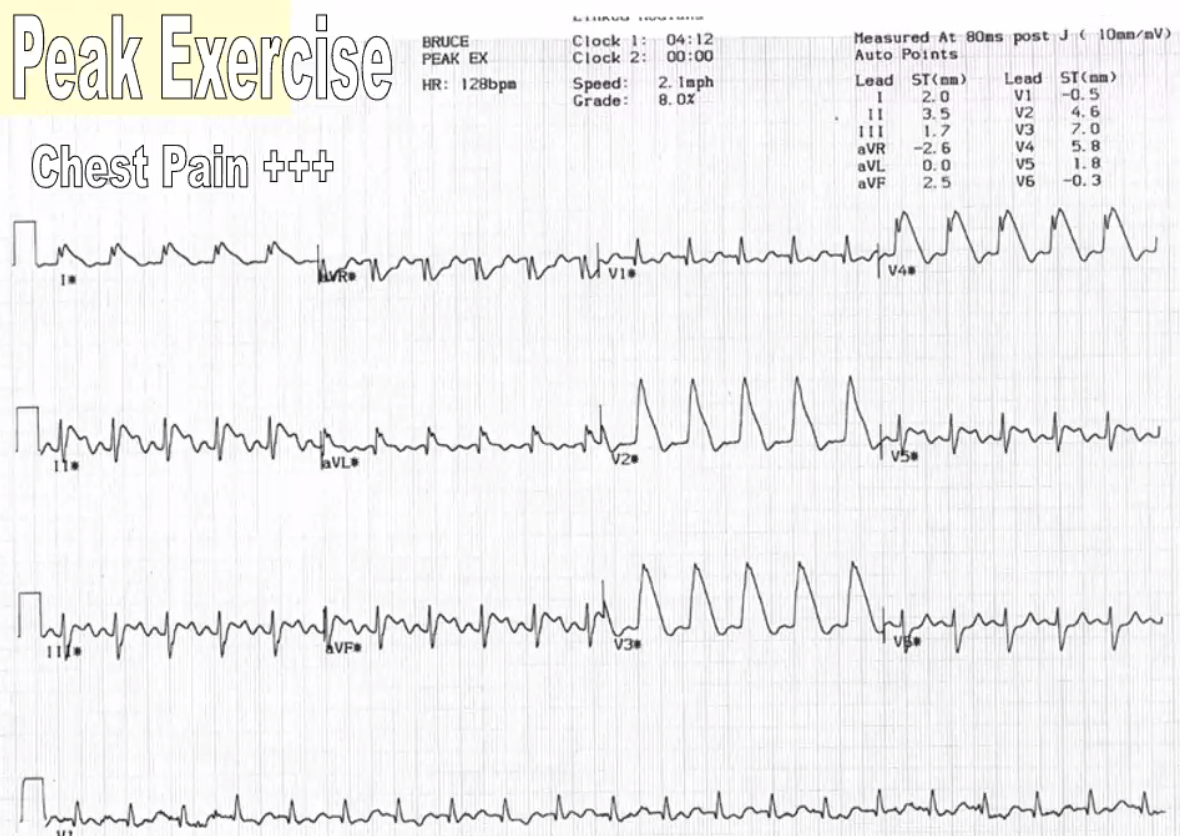 Peak Exercise
Chest Pain +++
BRUCE
PEAK EX
HR: 128bpm
Clock 1: 04:12
Clock 2: 00:00
Speed: 2.1mph
Grade: 8.0%
Measured At 80ms post J ( 10mm/mV)
Auto Points
Lead ST(mm) Lead ST(mm)
I 2.0 V1 -0.5
II 3.5 V2 4.6
III 1.7 V3 7.0
aVR -2.6 V4 5.8
aVL 0.0 V5 1.8
aVF 2.5 V6 -0.3
I* aVR* V1* V4*
II* aVL* V2* V5*
III* aVF* V3* V6*
V1